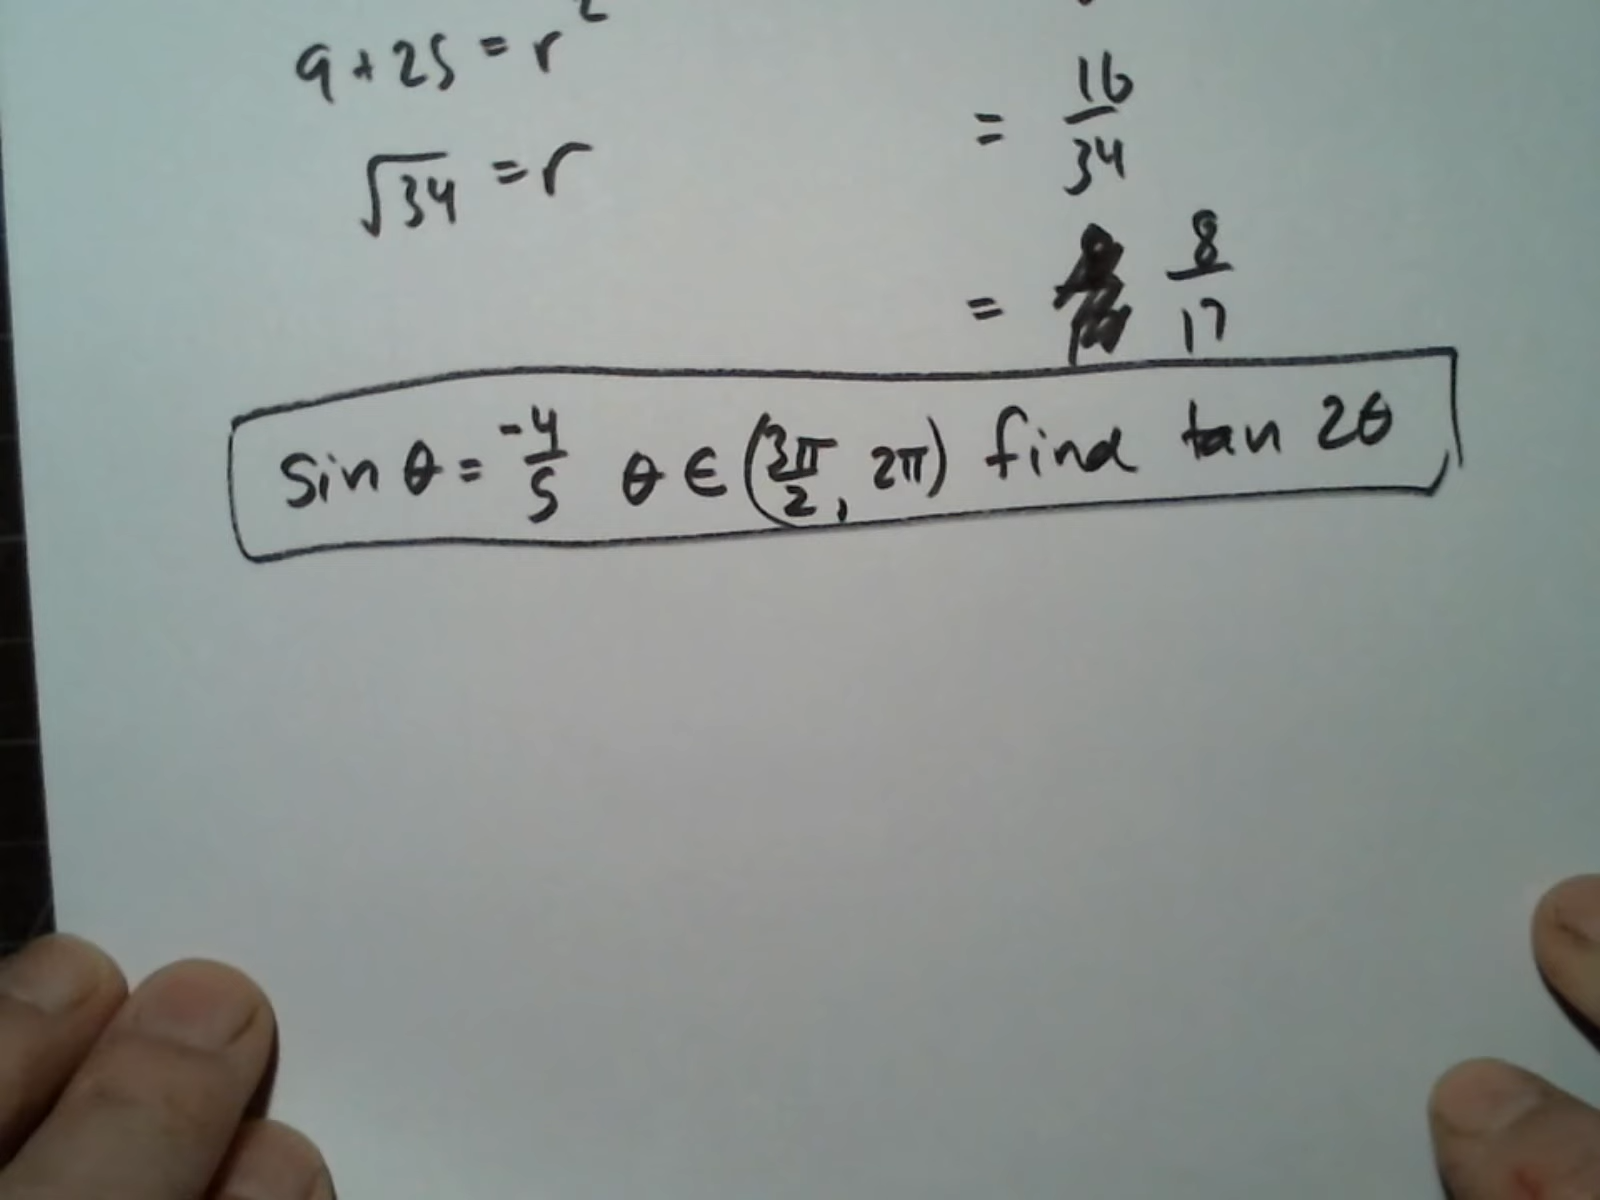 9 + 25 = r²
√34 = r
= 16/34
= 8/17
sin θ = -4/5 θ ∈ (3π/2, 2π) find tan 2θ